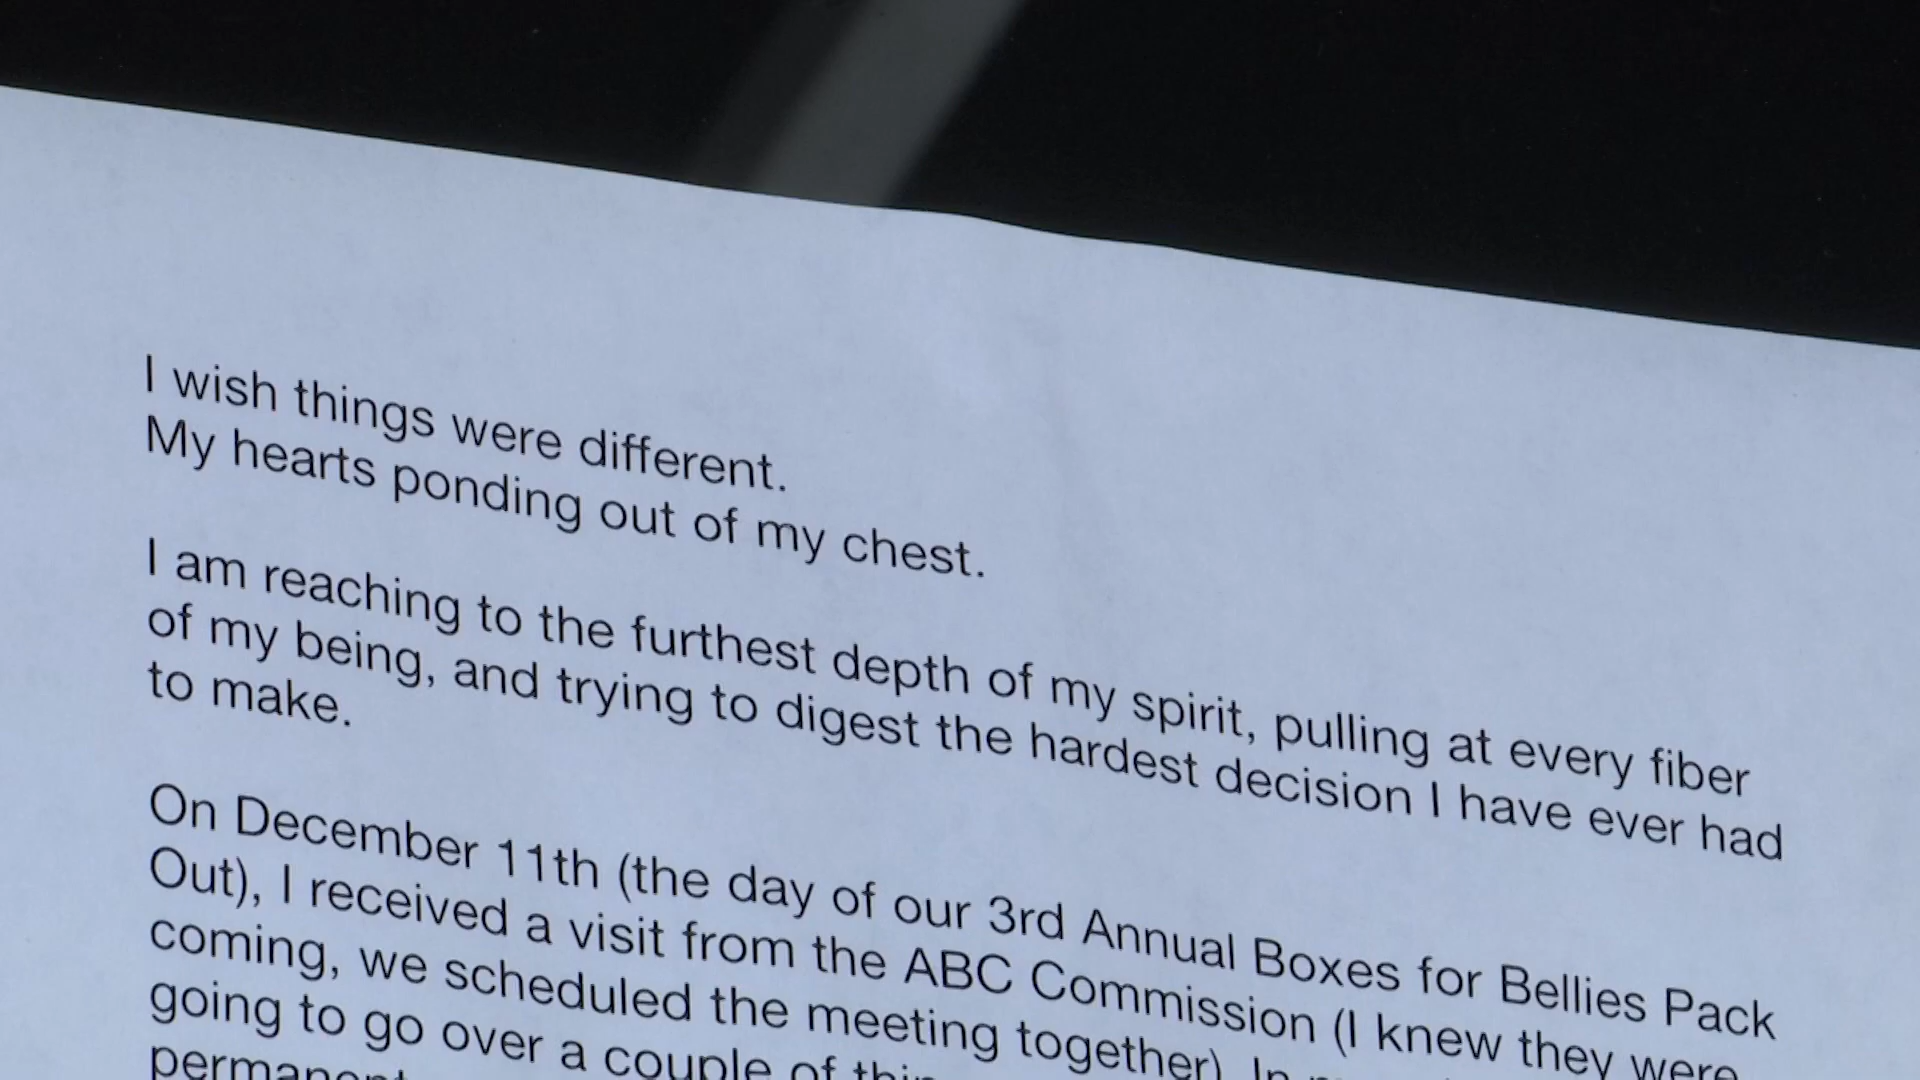 I wish things were different.
My hearts ponding out of my chest.
I am reaching to the furthest depth of my spirit, pulling at every fiber
of my being, and trying to digest the hardest decision I have ever had
to make.
On December 11th (the day of our 3rd Annual Boxes for Bellies Pack
Out), I received a visit from the ABC Commission (I knew they were
coming, we scheduled the meeting together). In
going to go over a couple of
permanent